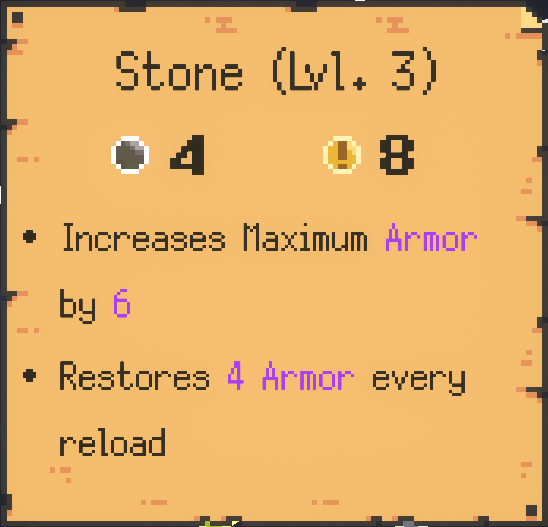 Stone (Lvl. 3)
4 8
• Increases Maximum Armor
by 6
• Restores 4 Armor every
reload